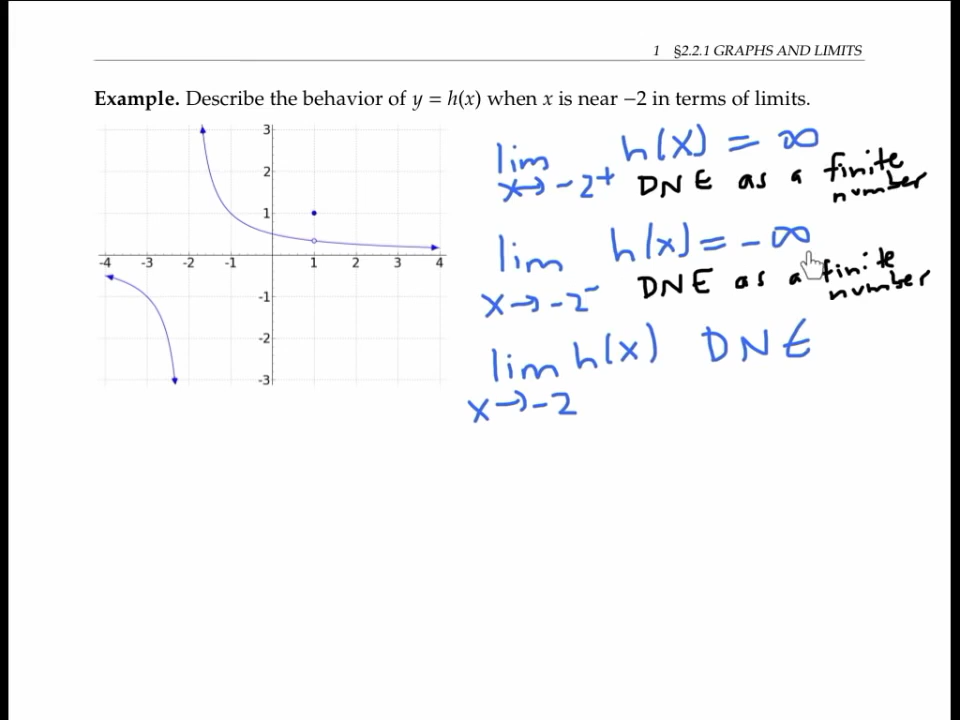 1 §2.2.1 GRAPHS AND LIMITS
Example. Describe the behavior of y = h(x) when x is near −2 in terms of limits.
3
2
1
-4 -3 -2 -1 1 2 3 4
-1
-2
-3
lim h(x) = ∞
x→-2⁺ DNE as a finite number
lim h(x) = -∞
x→-2⁻ DNE as a finite number
lim h(x) DNE
x→-2